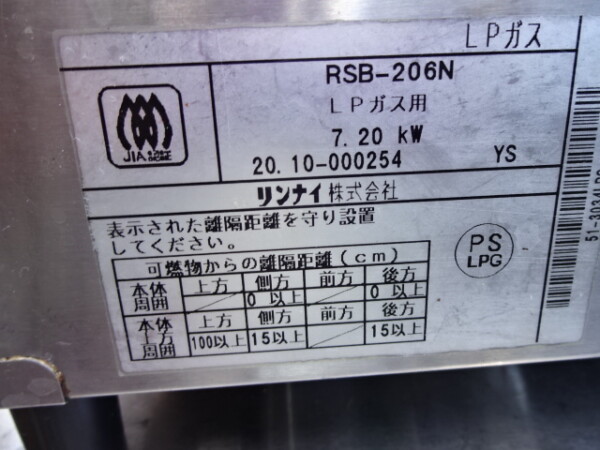 LPガス
RSB-206N
LPガス用
7.20 kW
20.10-000254 YS
JIA認証
リンナイ株式会社
表示された離隔距離を守り設置
してください。
PS
LPG
可燃物からの離隔距離(cm)
本体周囲 上方 側方 前方 後方
0以上 0以上
本体上方周囲 上方 側方 前方 後方
100以上 15以上 15以上